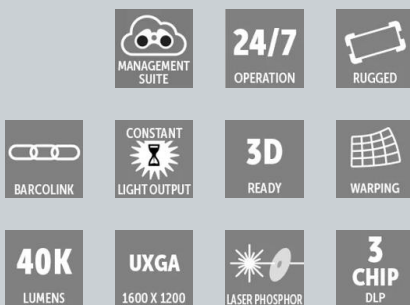 MANAGEMENT
SUITE
24/7
OPERATION
RUGGED
BARCOLINK
CONSTANT
LIGHT OUTPUT
3D
READY
WARPING
40K
LUMENS
UXGA
1600 X 1200
LASER PHOSPHOR
3
CHIP
DLP